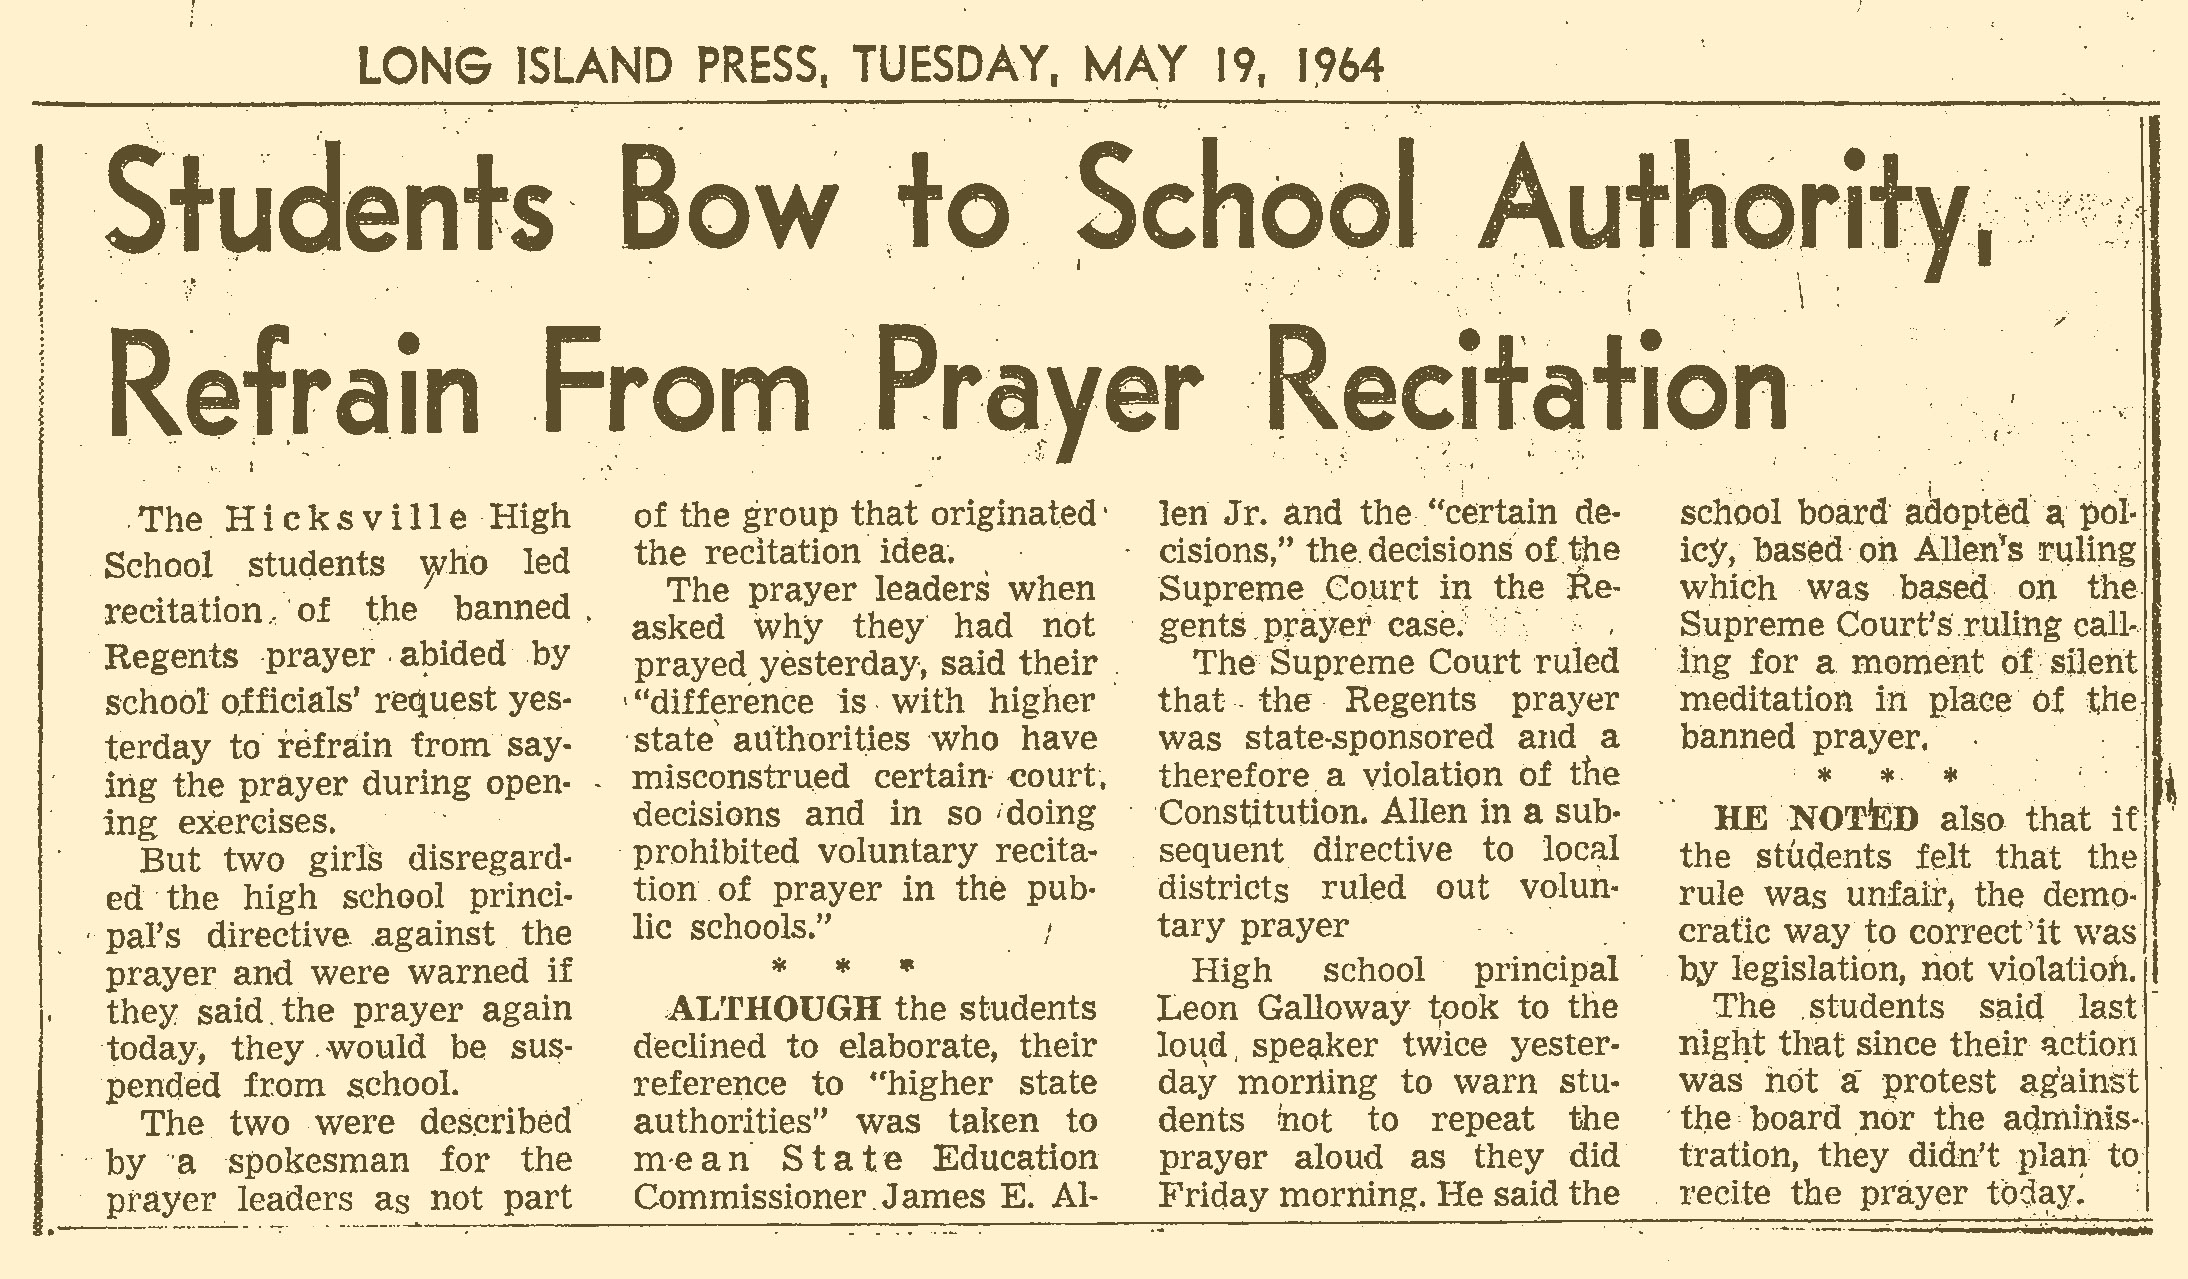 LONG ISLAND PRESS, TUESDAY, MAY 19, 1964
Students Bow to School Authority,
Refrain From Prayer Recitation
The Hicksville High
School students who led
recitation of the banned
Regents prayer abided by
school officials' request yes-
terday to refrain from say-
ing the prayer during open-
ing exercises.
But two girls disregard-
ed the high school princi-
pal's directive against the
prayer and were warned if
they said the prayer again
today, they would be sus-
pended from school.
The two were described
by a spokesman for the
prayer leaders as not part
of the group that originated
the recitation idea.
The prayer leaders when
asked why they had not
prayed yesterday, said their
"difference is with higher
state authorities who have
misconstrued certain court
decisions and in so doing
prohibited voluntary recita-
tion of prayer in the pub-
lic schools."
* * *
ALTHOUGH the students
declined to elaborate, their
reference to "higher state
authorities" was taken to
mean State Education
Commissioner James E. Al-
len Jr. and the "certain de-
cisions," the decisions of the
Supreme Court in the Re-
gents prayer case.
The Supreme Court ruled
that the Regents prayer
was state-sponsored and a
therefore a violation of the
Constitution. Allen in a sub-
sequent directive to local
districts ruled out volun-
tary prayer
High school principal
Leon Galloway took to the
loud speaker twice yester-
day morning to warn stu-
dents not to repeat the
prayer aloud as they did
Friday morning. He said the
school board adopted a pol-
icy, based on Allen's ruling
which was based on the
Supreme Court's ruling call-
ing for a moment of silent
meditation in place of the
banned prayer.
* * *
HE NOTED also that if
the students felt that the
rule was unfair, the demo-
cratic way to correct it was
by legislation, not violation.
The students said last
night that since their action
was not a protest against
the board nor the adminis-
tration, they didn't plan to
recite the prayer today.